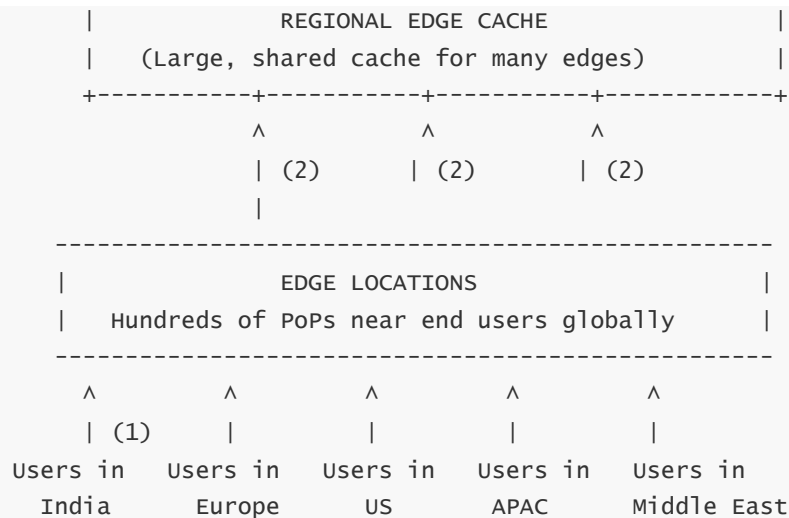 |             REGIONAL EDGE CACHE                |
|   (Large, shared cache for many edges)         |
+-----------+-----------+-----------+------------+
            ^           ^           ^
            | (2)       | (2)       | (2)
            |
---------------------------------------------------
|               EDGE LOCATIONS                    |
|   Hundreds of PoPs near end users globally      |
---------------------------------------------------
^         ^         ^         ^         ^
| (1)     |         |         |         |
Users in   Users in   Users in   Users in   Users in
India      Europe     US         APAC       Middle East